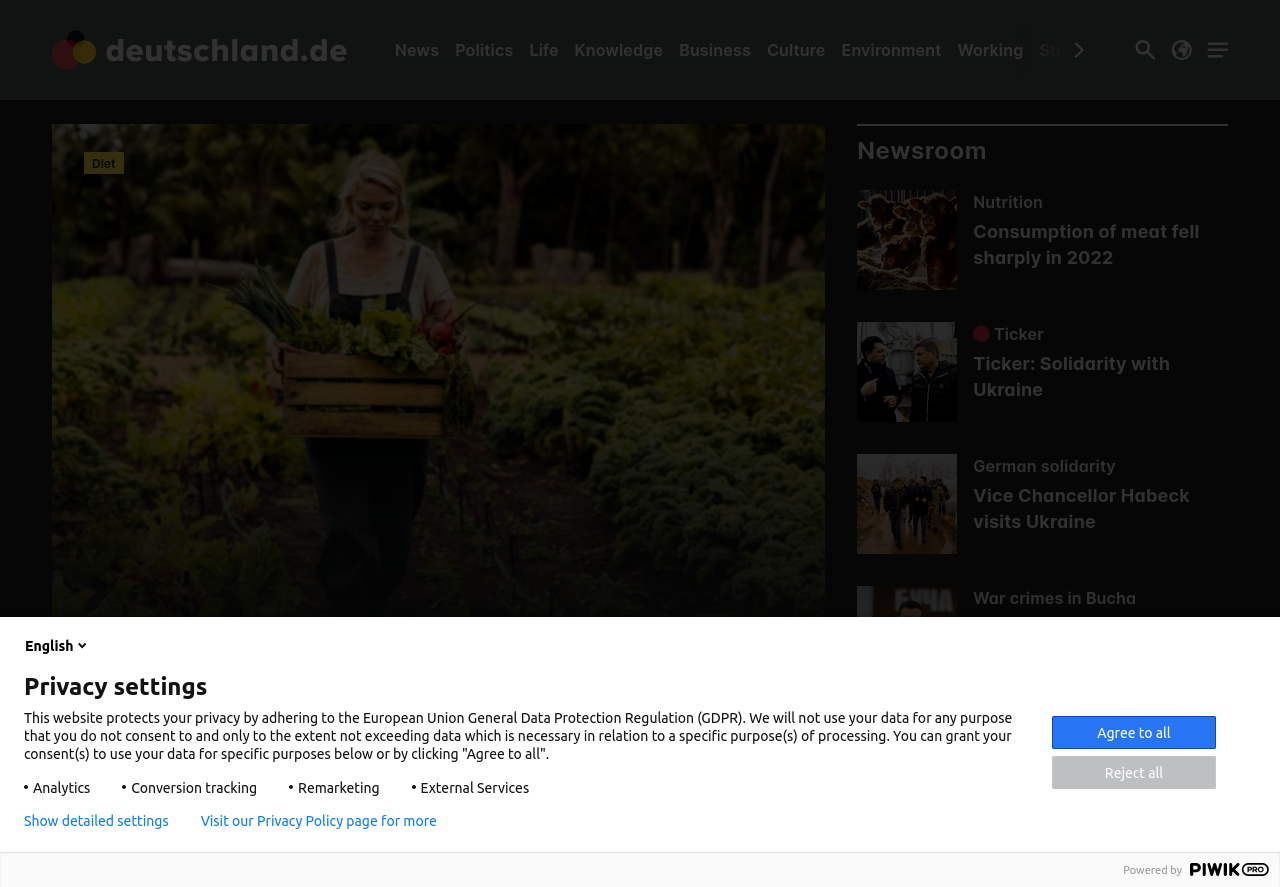 deutschland.de
News Politics Life Knowledge Business Culture Environment Working
Diet
Newsroom
Nutrition
Consumption of meat fell
sharply in 2022
Ticker
Ticker: Solidarity with
Ukraine
German solidarity
Vice Chancellor Habeck
visits Ukraine
War crimes in Bucha
English
Privacy settings
This website protects your privacy by adhering to the European Union General Data Protection Regulation (GDPR). We will not use your data for any purpose
that you do not consent to and only to the extent not exceeding data which is necessary in relation to a specific purpose(s) of processing. You can grant your
consent(s) to use your data for specific purposes below or by clicking "Agree to all".
• Analytics • Conversion tracking • Remarketing • External Services
Show detailed settings Visit our Privacy Policy page for more
Agree to all
Reject all
Powered by PIWIK PRO